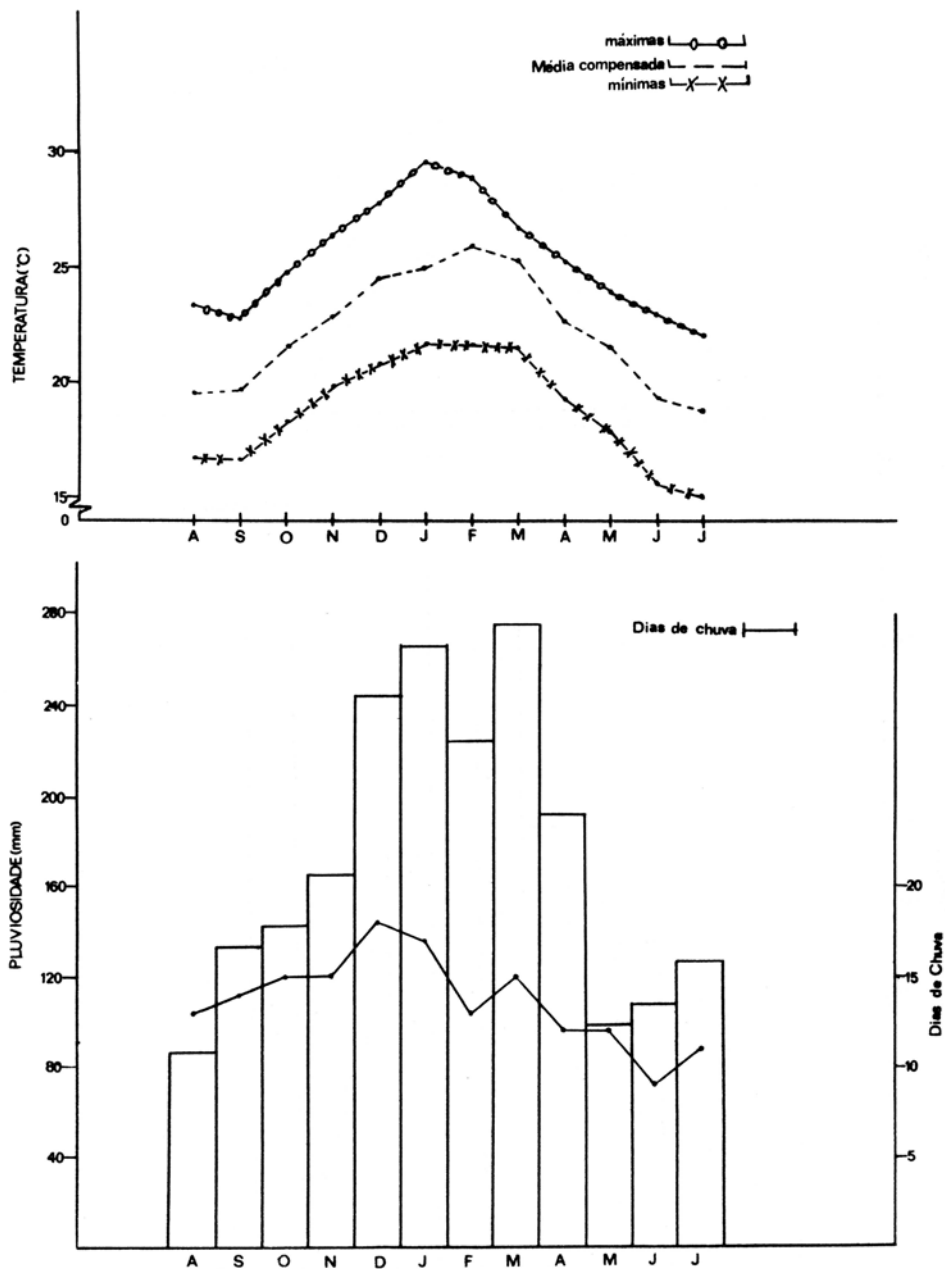 máximas
Média compensada
mínimas
TEMPERATURA (°C)
30
25
20
15
0
A S O N D J F M A M J J
Dias de chuva
PLUVIOSIDADE (mm)
280
240
200
160
120
80
40
20
15
10
5
Dias de Chuva
A S O N D J F M A M J J